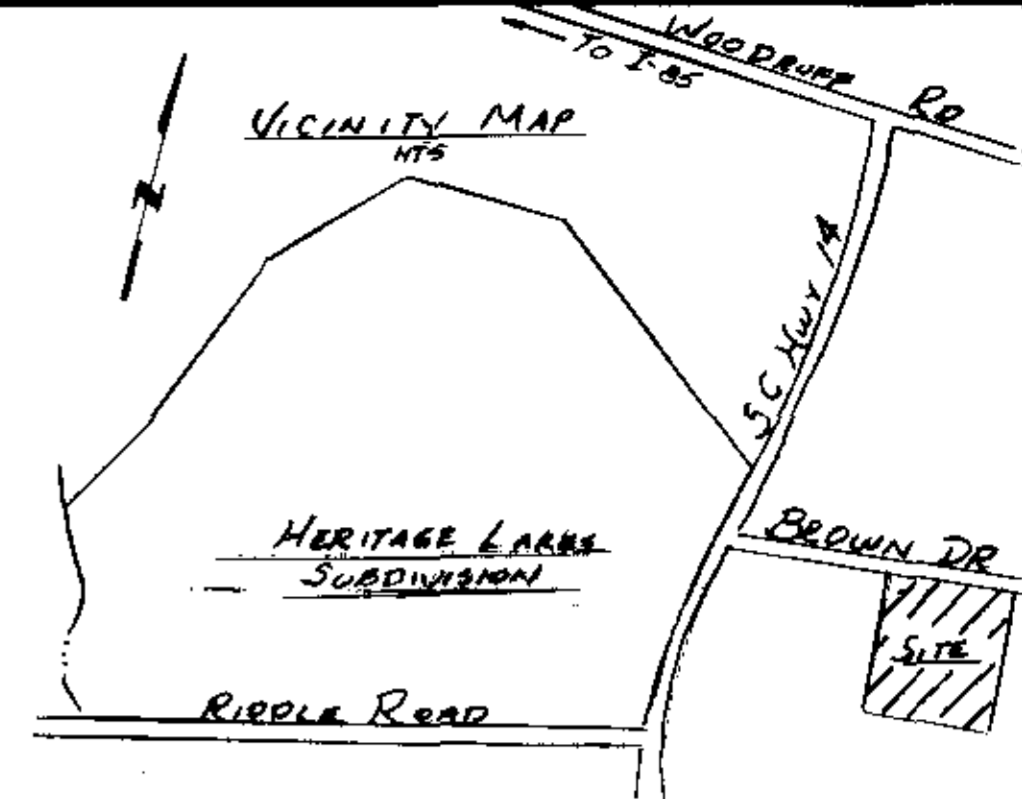 WOODRUFF RD
TO I-85
VICINITY MAP
NTS
N
SC HWY 14
BROWN DR
HERITAGE LAKES
SUBDIVISION
SITE
RIDDLE ROAD